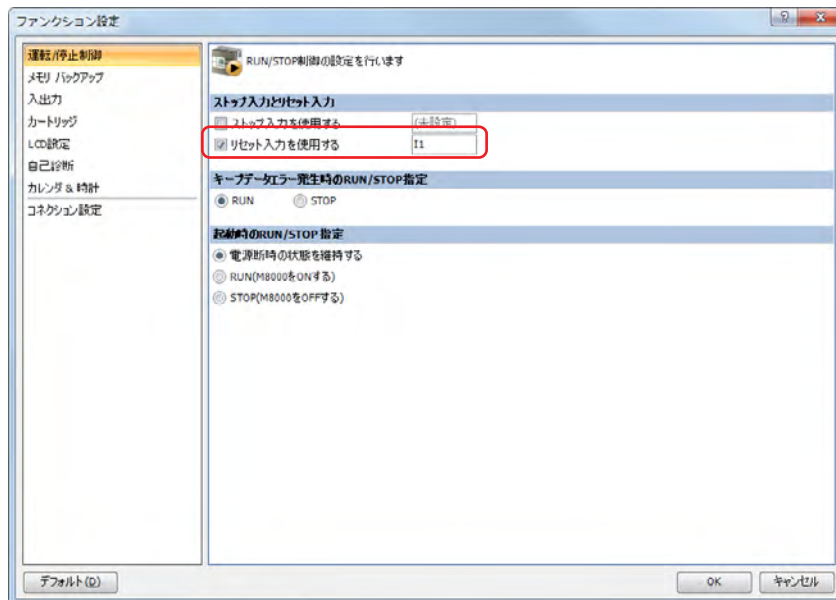 ファンクション設定
運転/停止制御
メモリ バックアップ
入出力
カートリッジ
LCD設定
自己診断
カレンダ & 時計
コネクション設定
RUN/STOP制御の設定を行います
ストップ入力とリセット入力
ストップ入力を使用する (未設定)
リセット入力を使用する I1
キープデータエラー発生時のRUN/STOP指定
RUN STOP
起動時のRUN/STOP指定
電源断時の状態を維持する
RUN(M8000をONする)
STOP(M8000をOFFする)
デフォルト(D) OK キャンセル